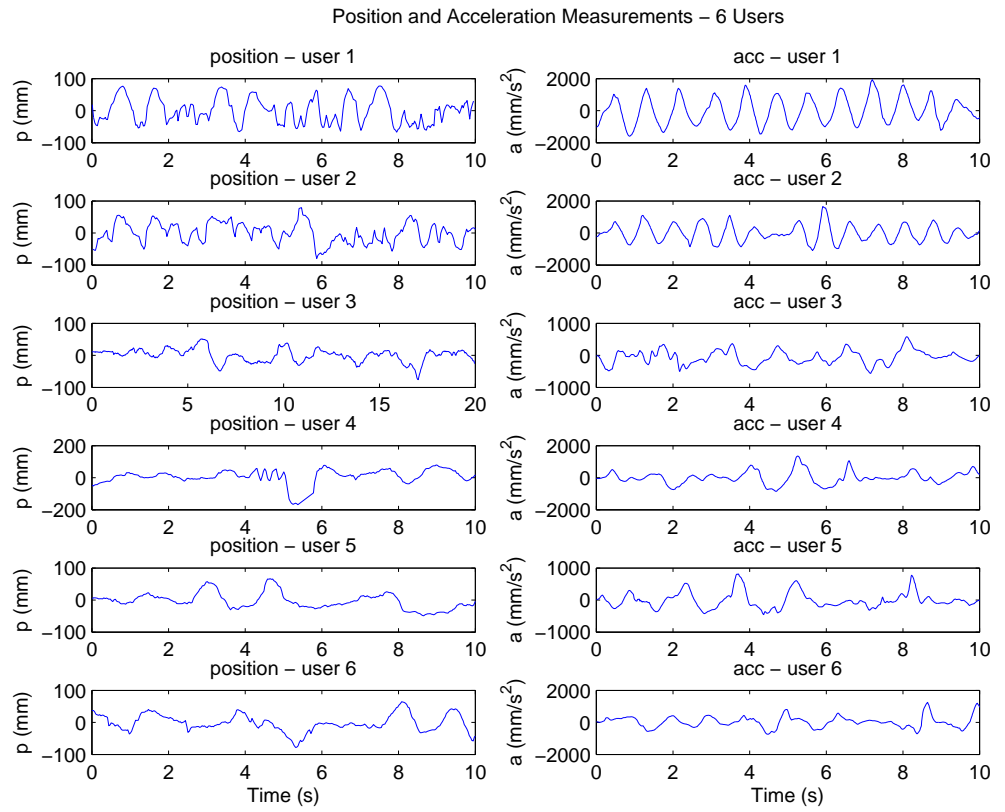 Position and Acceleration Measurements − 6 Users
position − user 1
acc − user 1
p (mm)
100
0
−100
0 2 4 6 8 10
a (mm/s²)
2000
0
−2000
0 2 4 6 8 10
position − user 2
acc − user 2
p (mm)
100
0
−100
0 2 4 6 8 10
a (mm/s²)
2000
0
−2000
0 2 4 6 8 10
position − user 3
acc − user 3
p (mm)
100
0
−100
0 5 10 15 20
a (mm/s²)
1000
0
−1000
0 2 4 6 8 10
position − user 4
acc − user 4
p (mm)
200
0
−200
0 2 4 6 8 10
a (mm/s²)
2000
0
−2000
0 2 4 6 8 10
position − user 5
acc − user 5
p (mm)
100
0
−100
0 2 4 6 8 10
a (mm/s²)
1000
0
−1000
0 2 4 6 8 10
position − user 6
acc − user 6
p (mm)
100
0
−100
0 2 4 6 8 10
a (mm/s²)
2000
0
−2000
0 2 4 6 8 10
Time (s)
Time (s)